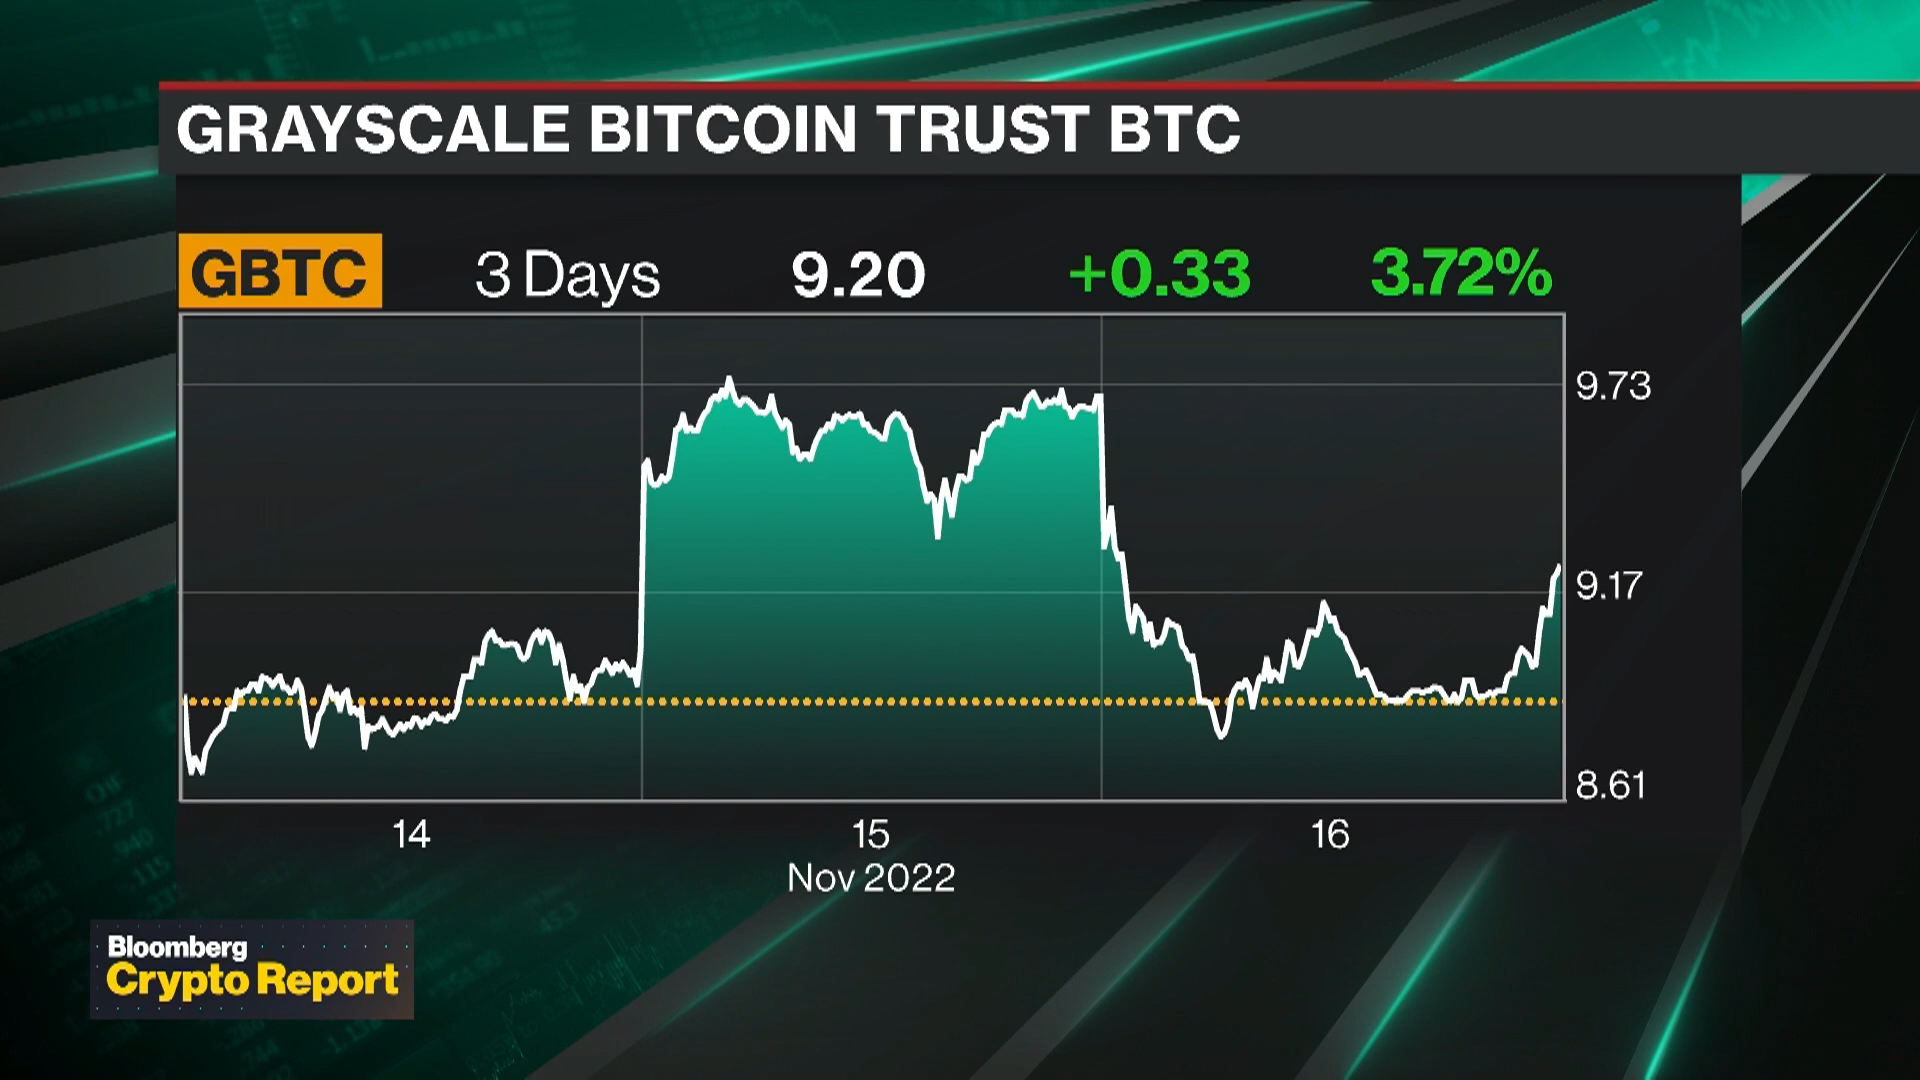 GRAYSCALE BITCOIN TRUST BTC
GBTC 3 Days 9.20 +0.33 3.72%
9.73
9.17
8.61
14 15 16
Nov 2022
Bloomberg
Crypto Report